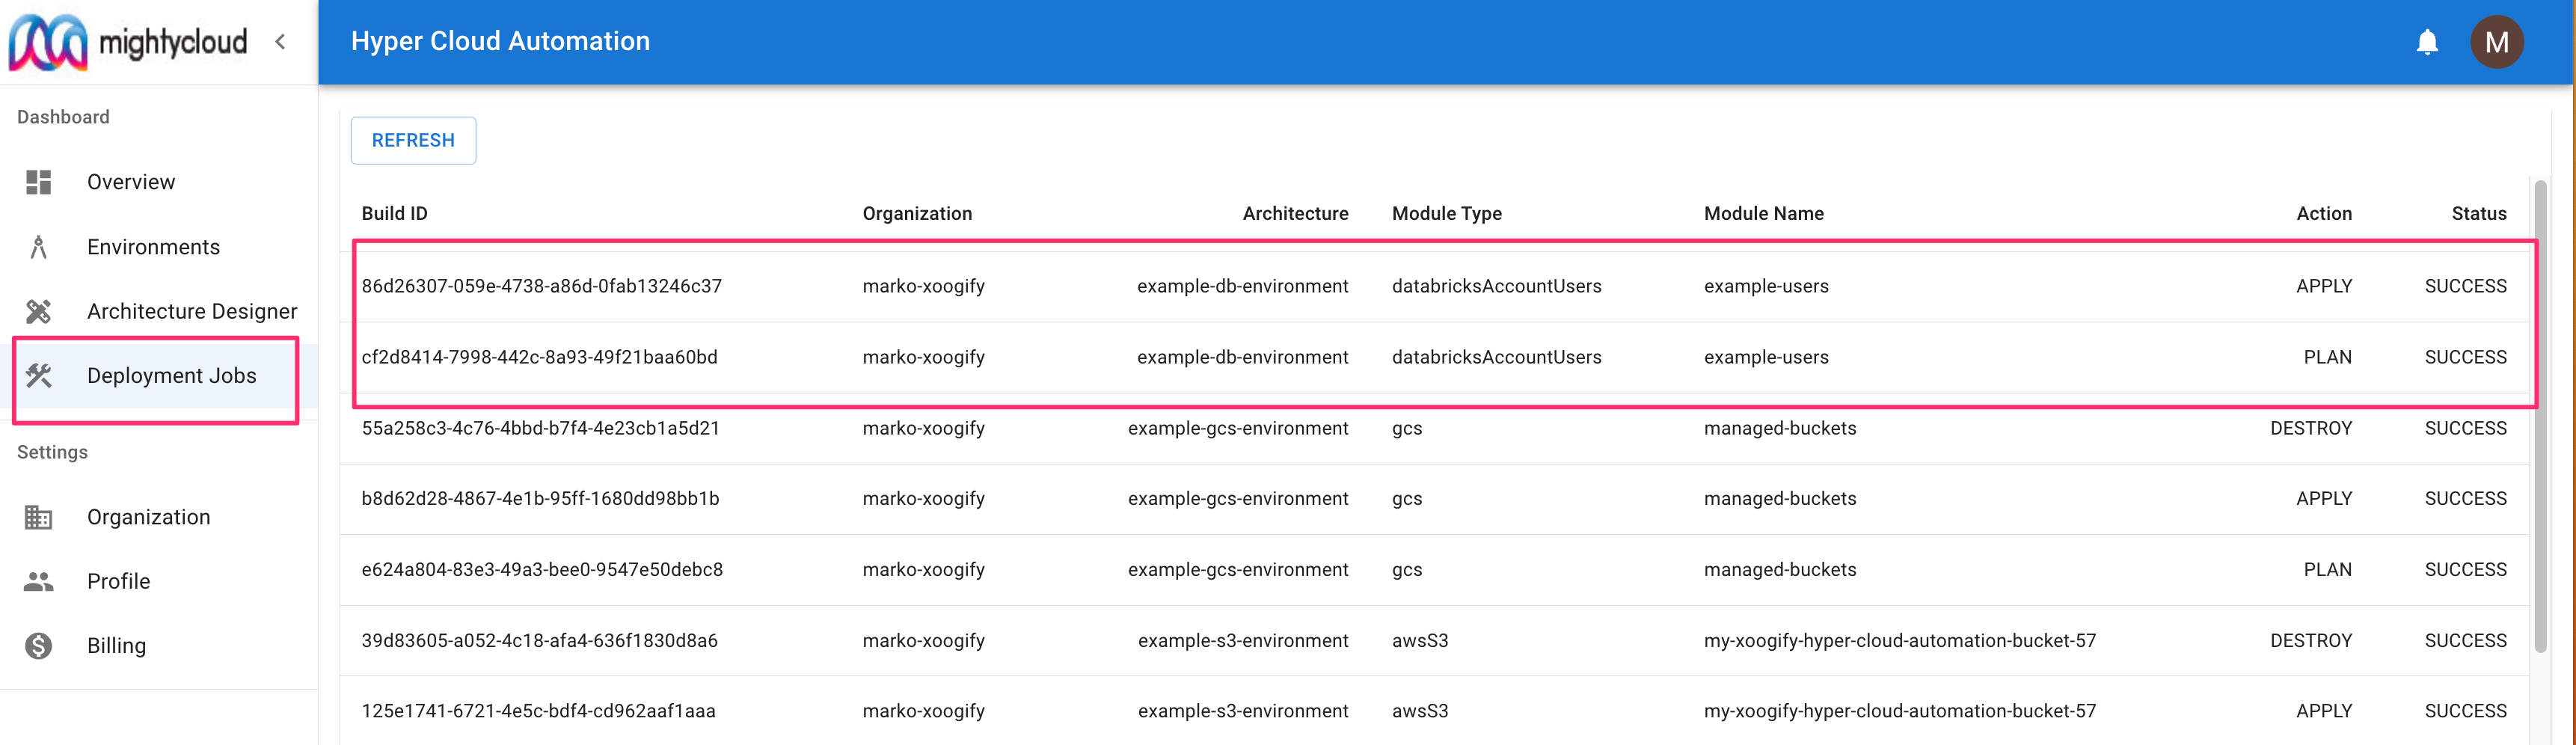 mightycloud
Hyper Cloud Automation
M
Dashboard
Overview
Environments
Architecture Designer
Deployment Jobs
Settings
Organization
Profile
Billing
REFRESH
Build ID Organization Architecture Module Type Module Name Action Status
86d26307-059e-4738-a86d-0fab13246c37 marko-xoogify example-db-environment databricksAccountUsers example-users APPLY SUCCESS
cf2d8414-7998-442c-8a93-49f21baa60bd marko-xoogify example-db-environment databricksAccountUsers example-users PLAN SUCCESS
55a258c3-4c76-4bbd-b7f4-4e23cb1a5d21 marko-xoogify example-gcs-environment gcs managed-buckets DESTROY SUCCESS
b8d62d28-4867-4e1b-95ff-1680dd98bb1b marko-xoogify example-gcs-environment gcs managed-buckets APPLY SUCCESS
e624a804-83e3-49a3-bee0-9547e50debc8 marko-xoogify example-gcs-environment gcs managed-buckets PLAN SUCCESS
39d83605-a052-4c18-afa4-636f1830d8a6 marko-xoogify example-s3-environment awsS3 my-xoogify-hyper-cloud-automation-bucket-57 DESTROY SUCCESS
125e1741-6721-4e5c-bdf4-cd962aaf1aaa marko-xoogify example-s3-environment awsS3 my-xoogify-hyper-cloud-automation-bucket-57 APPLY SUCCESS